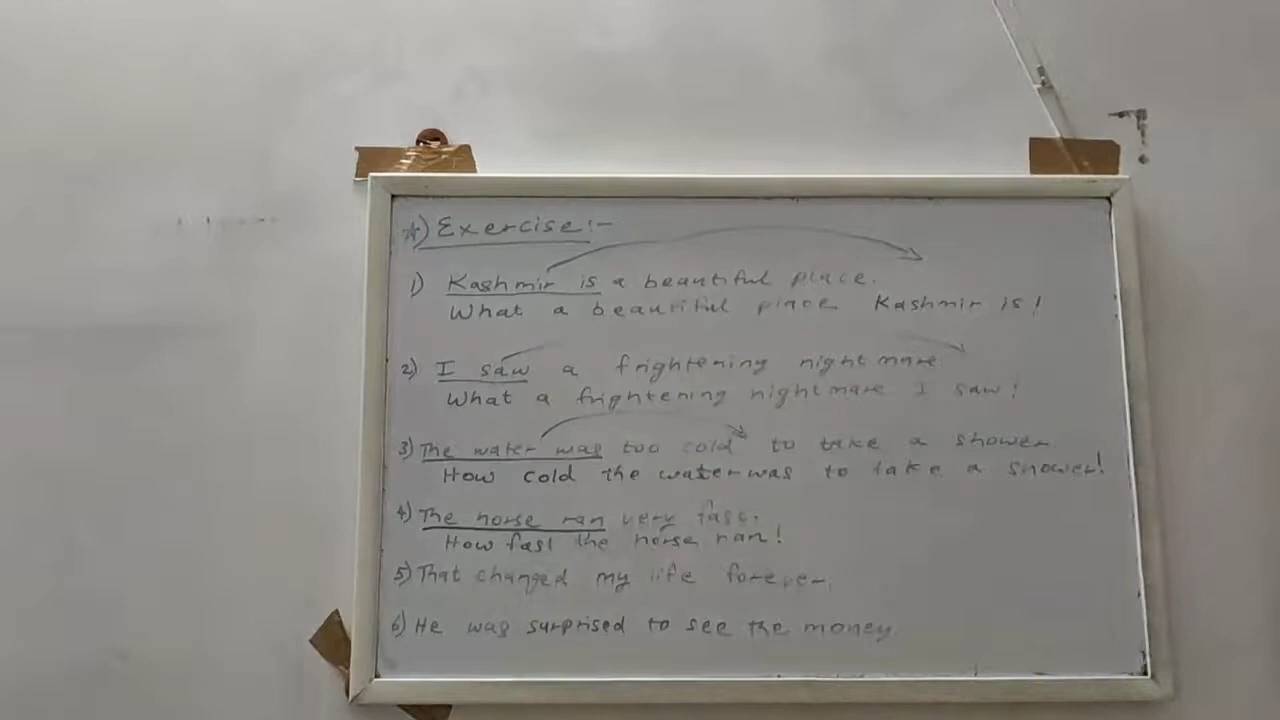 *) Exercise:-
1) Kashmir is a beautiful place.
What a beautiful place Kashmir is!
2) I saw a frightening nightmare
What a frightening nightmare I saw!
3) The water was too cold to take a shower
How cold the water was to take a shower!
4) The horse ran very fast.
How fast the horse ran!
5) That changed my life forever.
6) He was surprised to see the money.